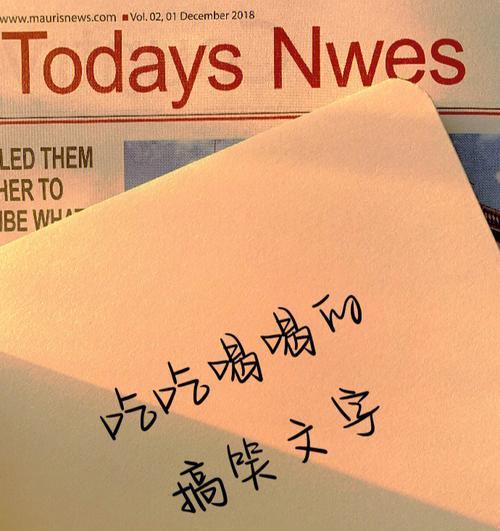 www.maurisnews.com ■ Vol. 02, 01 December 2018
Todays Nwes
LED THEM
HER TO
IBE WHA
吃吃喝喝的
搞笑文字